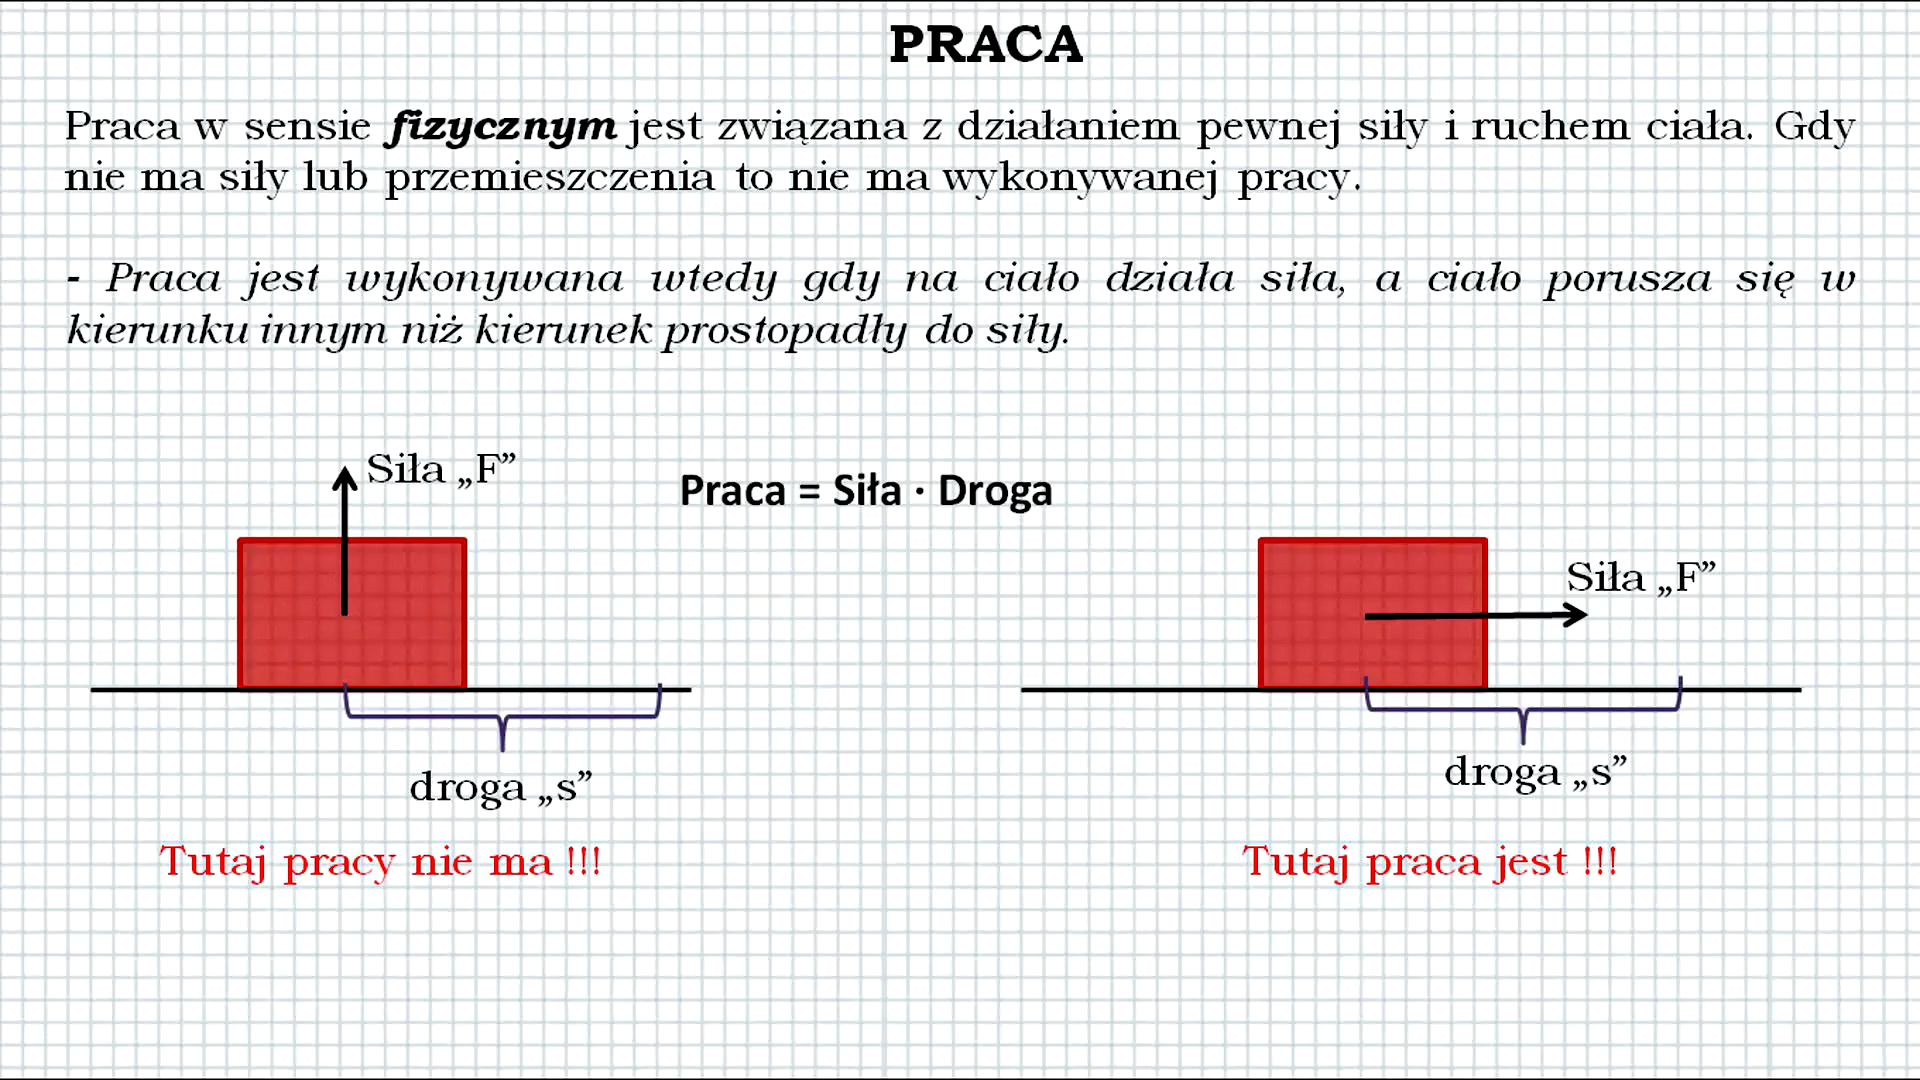 PRACA
Praca w sensie fizycznym jest związana z działaniem pewnej siły i ruchem ciała. Gdy
nie ma siły lub przemieszczenia to nie ma wykonywanej pracy.
- Praca jest wykonywana wtedy gdy na ciało działa siła, a ciało porusza się w
kierunku innym niż kierunek prostopadły do siły.
Siła „F”
Praca = Siła · Droga
Siła „F”
droga „s”
droga „s”
Tutaj pracy nie ma !!!
Tutaj praca jest !!!